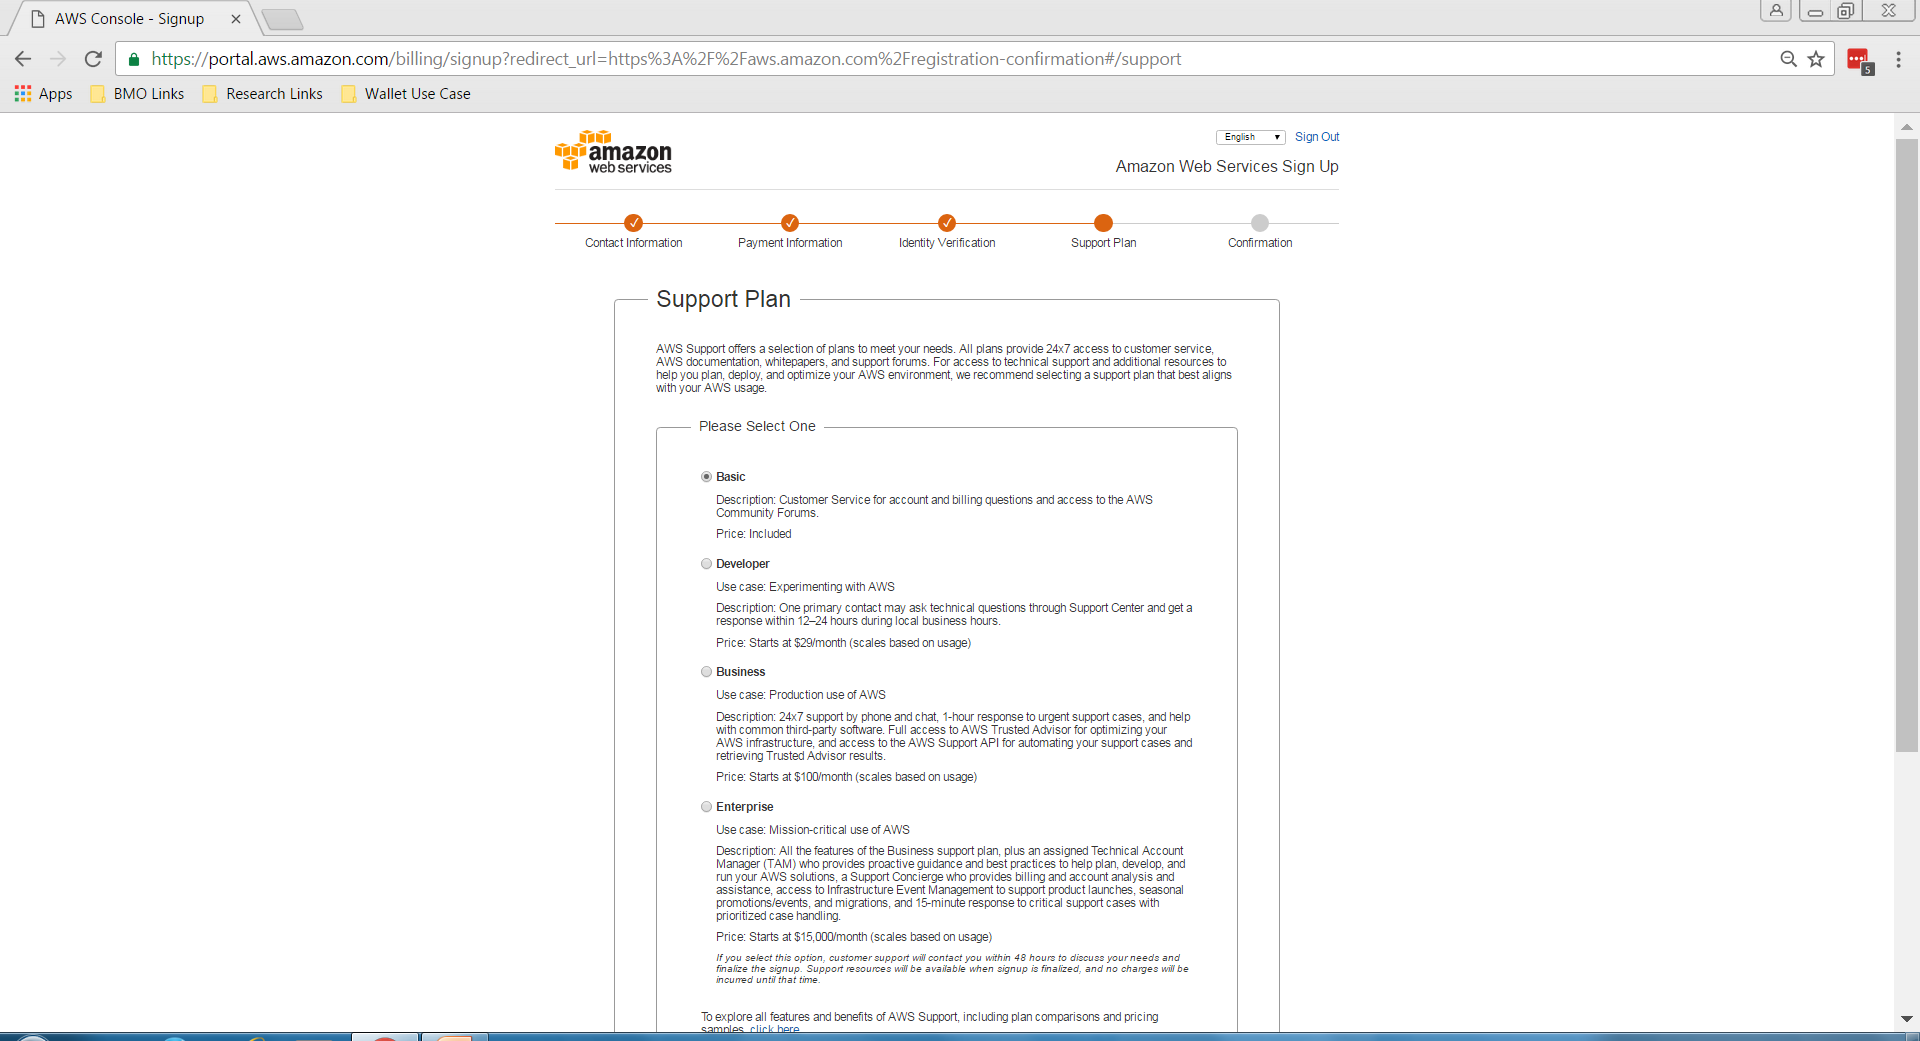 AWS Console - Signup
https://portal.aws.amazon.com/billing/signup?redirect_url=https%3A%2F%2Faws.amazon.com%2Fregistration-confirmation#/support
5
Apps BMO Links Research Links Wallet Use Case
amazon
web services
English Sign Out
Amazon Web Services Sign Up
Contact Information Payment Information Identity Verification Support Plan Confirmation
Support Plan
AWS Support offers a selection of plans to meet your needs. All plans provide 24x7 access to customer service,
AWS documentation, whitepapers, and support forums. For access to technical support and additional resources to
help you plan, deploy, and optimize your AWS environment, we recommend selecting a support plan that best aligns
with your AWS usage.
Please Select One
Basic
Description: Customer Service for account and billing questions and access to the AWS
Community Forums.
Price: Included
Developer
Use case: Experimenting with AWS
Description: One primary contact may ask technical questions through Support Center and get a
response within 12–24 hours during local business hours.
Price: Starts at $29/month (scales based on usage)
Business
Use case: Production use of AWS
Description: 24x7 support by phone and chat, 1-hour response to urgent support cases, and help
with common third-party software. Full access to AWS Trusted Advisor for optimizing your
AWS infrastructure, and access to the AWS Support API for automating your support cases and
retrieving Trusted Advisor results.
Price: Starts at $100/month (scales based on usage)
Enterprise
Use case: Mission-critical use of AWS
Description: All the features of the Business support plan, plus an assigned Technical Account
Manager (TAM) who provides proactive guidance and best practices to help plan, develop, and
run your AWS solutions, a Support Concierge who provides billing and account analysis and
assistance, access to Infrastructure Event Management to support product launches, seasonal
promotions/events, and migrations, and 15-minute response to critical support cases with
prioritized case handling.
Price: Starts at $15,000/month (scales based on usage)
If you select this option, customer support will contact you within 48 hours to discuss your needs and
finalize the signup. Support resources will be available when signup is finalized, and no charges will be
incurred until that time.
To explore all features and benefits of AWS Support, including plan comparisons and pricing
samples, click here